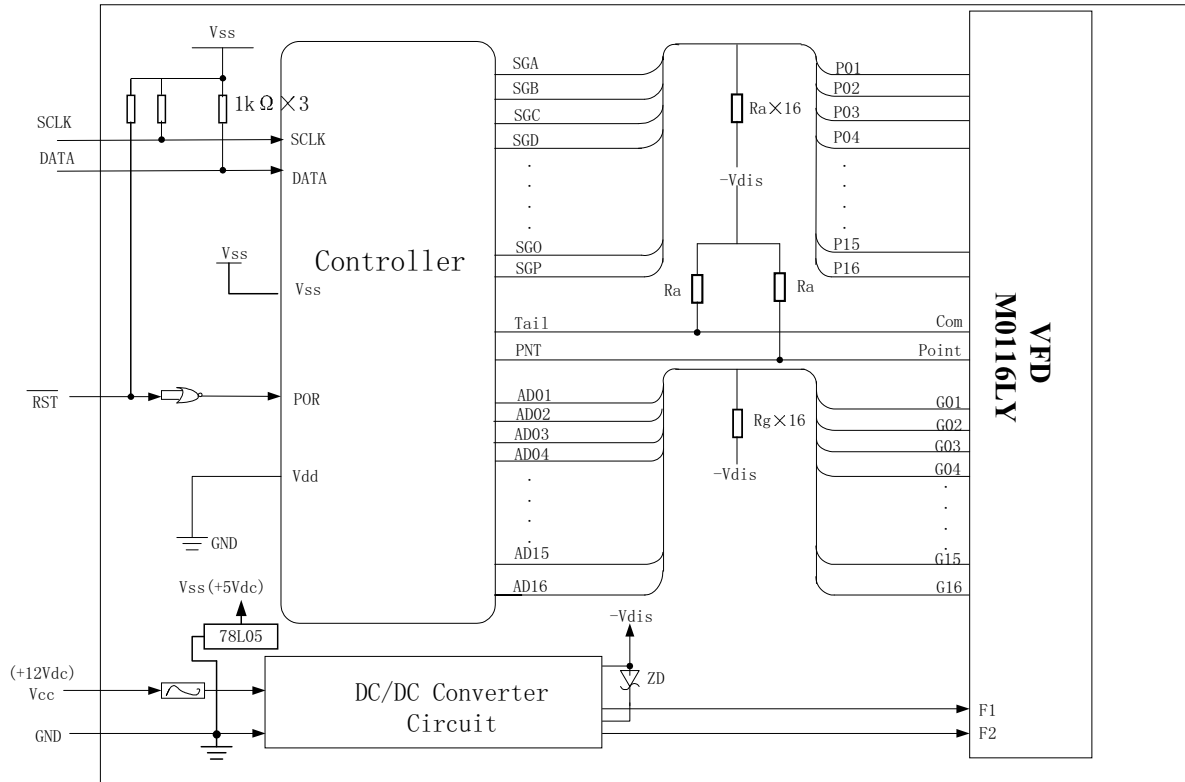 Vss
1kΩ×3
SCLK
DATA
SCLK
DATA
Vss
Vss
RST
POR
Vdd
GND
Controller
SGA
SGB
SGC
SGD
SGO
SGP
Tail
PNT
AD01
AD02
AD03
AD04
AD15
AD16
Ra×16
-Vdis
Ra
Ra
Rg×16
-Vdis
P01
P02
P03
P04
P15
P16
Com
Point
G01
G02
G03
G04
G15
G16
VFD
M0116LY
Vss(+5Vdc)
78L05
(+12Vdc)
Vcc
GND
DC/DC Converter
Circuit
-Vdis
ZD
F1
F2